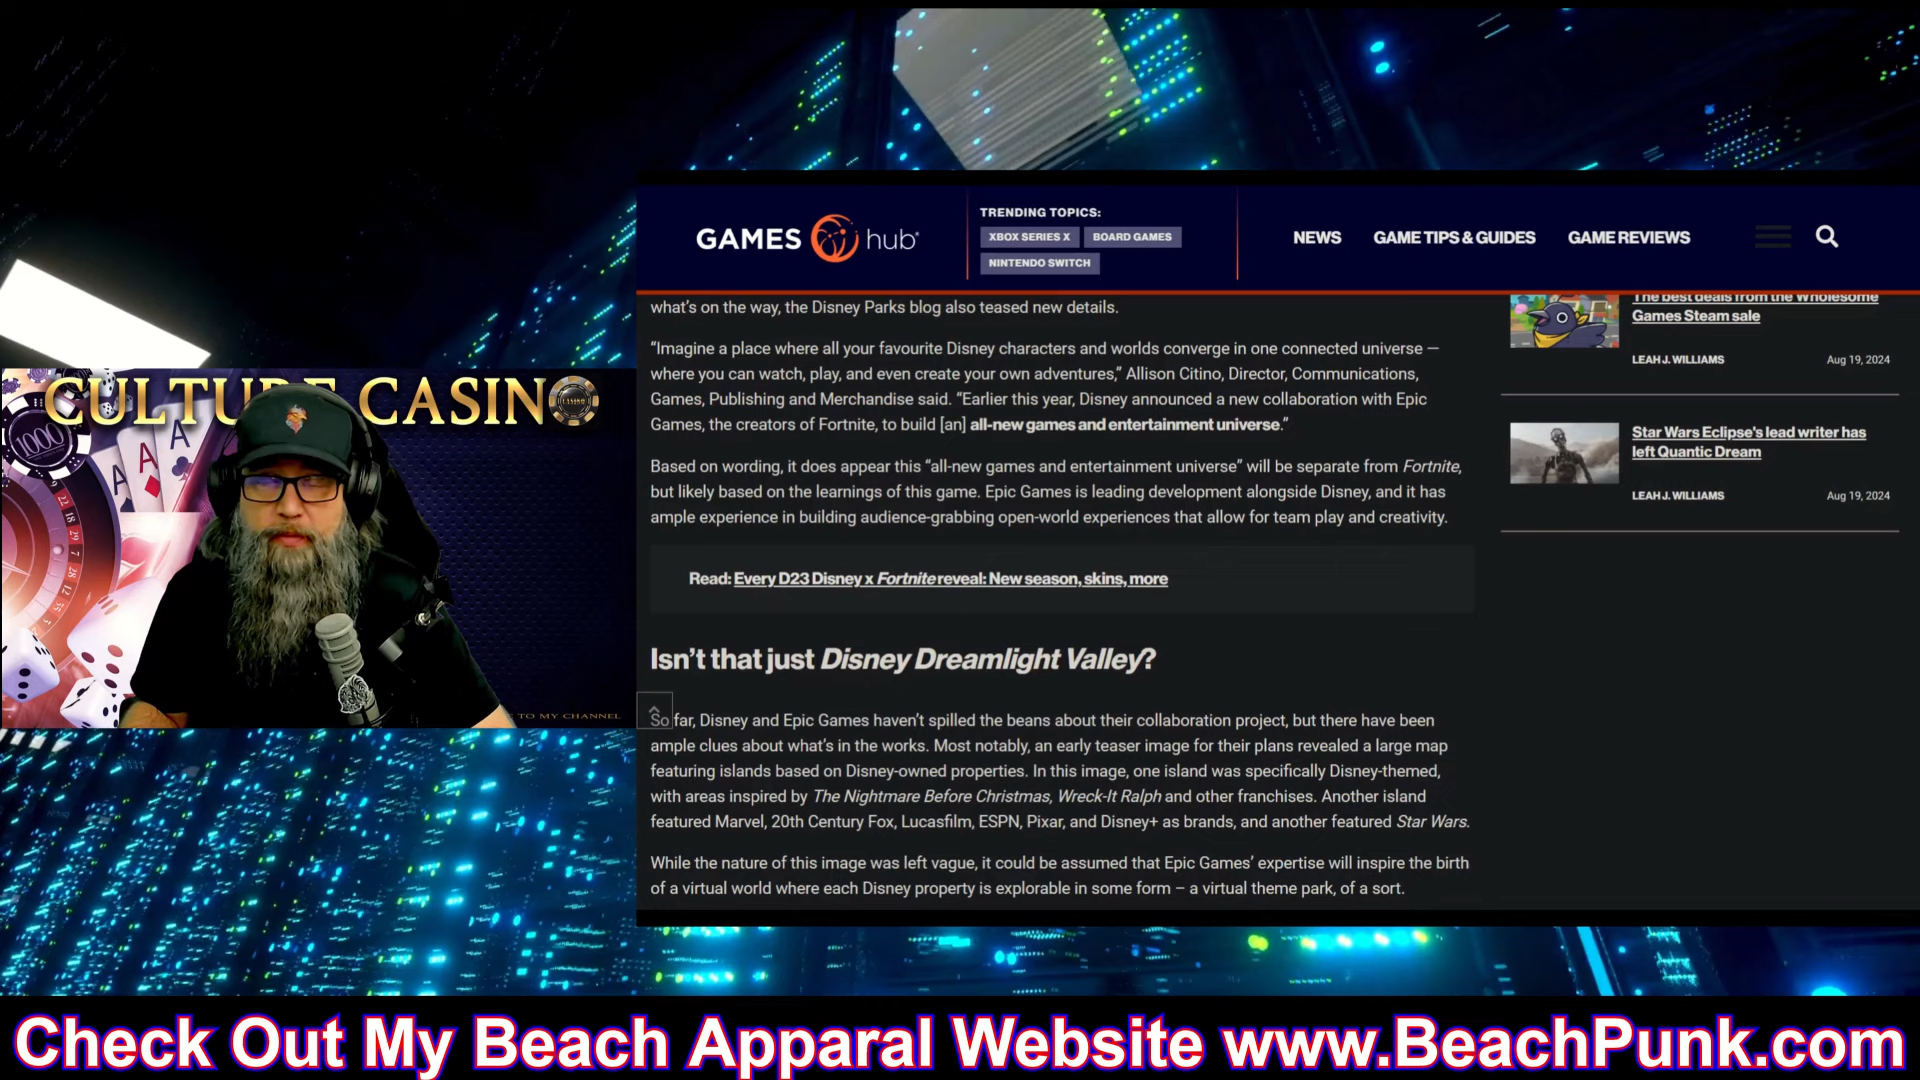 GAMES hub
TRENDING TOPICS:
XBOX SERIES X
BOARD GAMES
NINTENDO SWITCH
NEWS
GAME TIPS & GUIDES
GAME REVIEWS
what's on the way, the Disney Parks blog also teased new details.
“Imagine a place where all your favourite Disney characters and worlds converge in one connected universe —
where you can watch, play, and even create your own adventures,” Allison Citino, Director, Communications,
Games, Publishing and Merchandise said. “Earlier this year, Disney announced a new collaboration with Epic
Games, the creators of Fortnite, to build [an] all-new games and entertainment universe.”
Based on wording, it does appear this “all-new games and entertainment universe” will be separate from Fortnite,
but likely based on the learnings of this game. Epic Games is leading development alongside Disney, and it has
ample experience in building audience-grabbing open-world experiences that allow for team play and creativity.
Read: Every D23 Disney x Fortnite reveal: New season, skins, more
Isn't that just Disney Dreamlight Valley?
So far, Disney and Epic Games haven't spilled the beans about their collaboration project, but there have been
ample clues about what's in the works. Most notably, an early teaser image for their plans revealed a large map
featuring islands based on Disney-owned properties. In this image, one island was specifically Disney-themed,
with areas inspired by The Nightmare Before Christmas, Wreck-It Ralph and other franchises. Another island
featured Marvel, 20th Century Fox, Lucasfilm, ESPN, Pixar, and Disney+ as brands, and another featured Star Wars.
While the nature of this image was left vague, it could be assumed that Epic Games' expertise will inspire the birth
of a virtual world where each Disney property is explorable in some form – a virtual theme park, of a sort.
The best deals from the Wholesome
Games Steam sale
LEAH J. WILLIAMS
Aug 19, 2024
Star Wars Eclipse's lead writer has
left Quantic Dream
LEAH J. WILLIAMS
Aug 19, 2024
CULTURE CASINO
1000
A
A
A
TO MY CHANNEL
Check Out My Beach Apparal Website www.BeachPunk.com